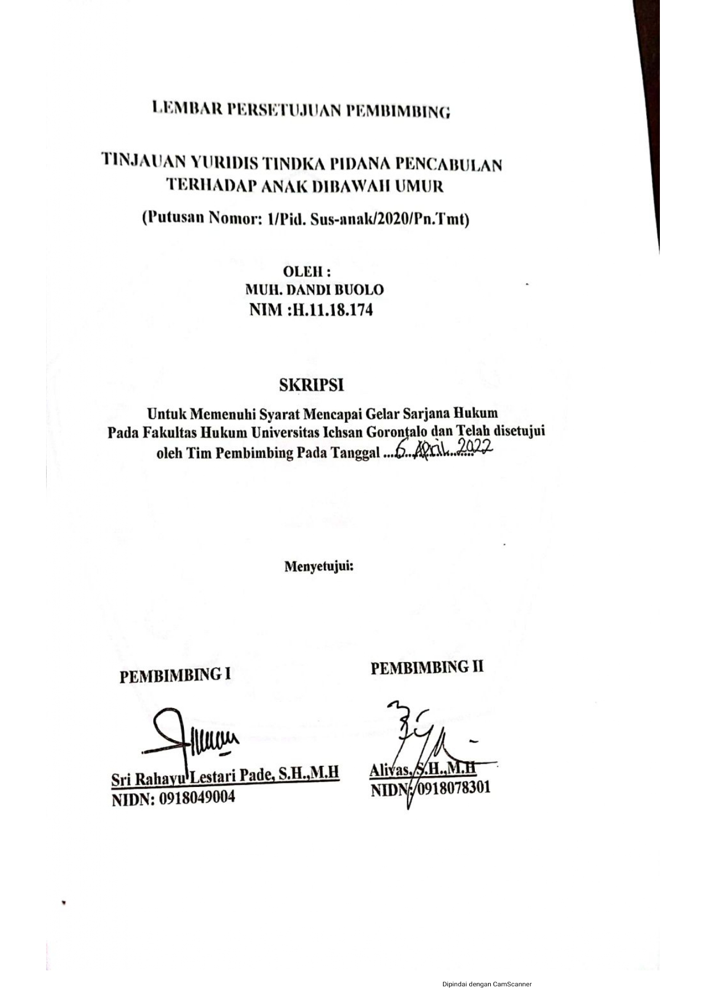 LEMBAR PERSETUJUAN PEMBIMBING
TINJAUAN YURIDIS TINDKA PIDANA PENCABULAN
TERHADAP ANAK DIBAWAH UMUR
(Putusan Nomor: 1/Pid. Sus-anak/2020/Pn.Tmt)
OLEH :
MUH. DANDI BUOLO
NIM :H.11.18.174
SKRIPSI
Untuk Memenuhi Syarat Mencapai Gelar Sarjana Hukum
Pada Fakultas Hukum Universitas Ichsan Gorontalo dan Telah disetujui
oleh Tim Pembimbing Pada Tanggal ...6 April 2022
Menyetujui:
PEMBIMBING I
Sri Rahayu Lestari Pade, S.H.,M.H
NIDN: 0918049004
PEMBIMBING II
Alivas, S.H.,M.H
NIDN: 0918078301
Dipindai dengan CamScanner